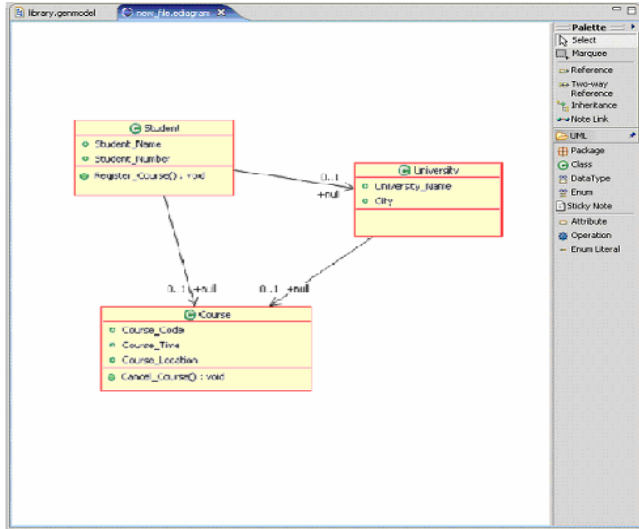 library.genmodel
new_file.ediagram
Student
Student_Name
Student_Number
Register_Course() : void
0..1
+null
University
University_Name
City
0..1 +null
0..1 +null
Course
Course_Code
Course_Time
Course_Location
Cancel_Course() : void
Palette
Select
Marquee
Reference
Two-way
Reference
Inheritance
Note Link
UML
Package
Class
DataType
Enum
Sticky Note
Attribute
Operation
Enum Literal